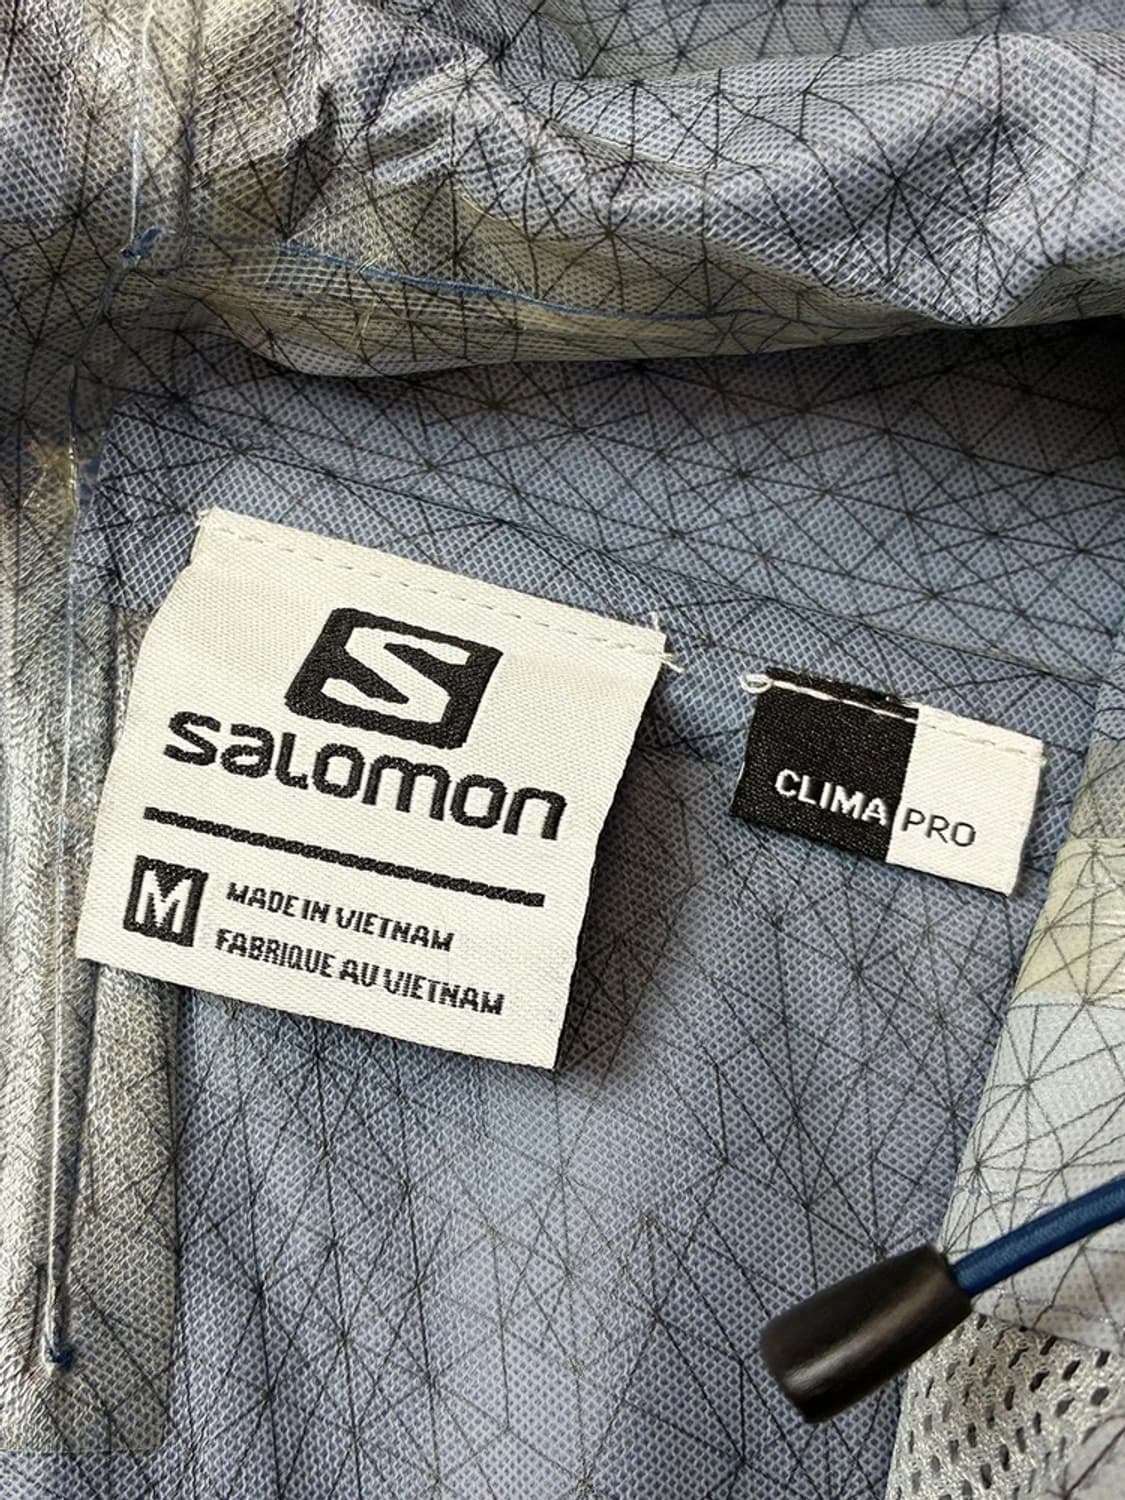 S
salomon
M
MADE IN VIETNAM
FABRIQUE AU VIETNAM
CLIMA PRO